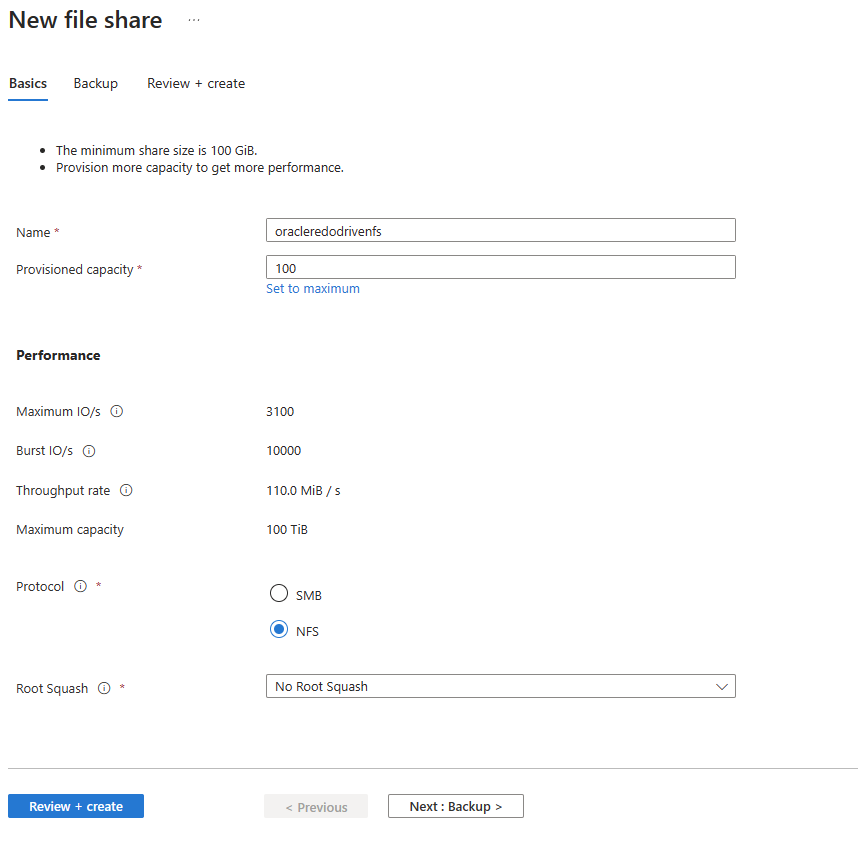 New file share ...
Basics Backup Review + create
• The minimum share size is 100 GiB.
• Provision more capacity to get more performance.
Name * oracleredodrivenfs
Provisioned capacity * 100
Set to maximum
Performance
Maximum IO/s 3100
Burst IO/s 10000
Throughput rate 110.0 MiB / s
Maximum capacity 100 TiB
Protocol * SMB
NFS
Root Squash * No Root Squash
Review + create < Previous Next : Backup >